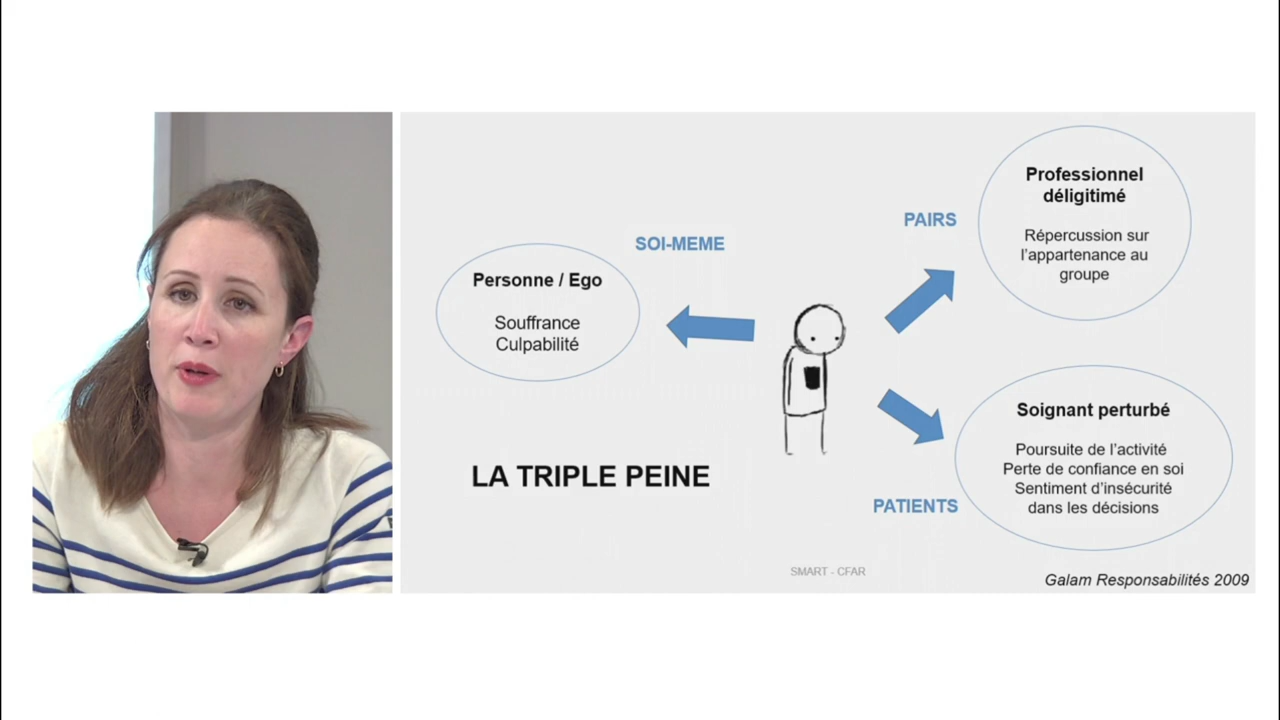 SOI-MEME
Personne / Ego
Souffrance
Culpabilité
LA TRIPLE PEINE
PAIRS
Professionnel
déligitimé
Répercussion sur
l'appartenance au
groupe
PATIENTS
Soignant perturbé
Poursuite de l'activité
Perte de confiance en soi
Sentiment d'insécurité
dans les décisions
SMART - CFAR
Galam Responsabilités 2009